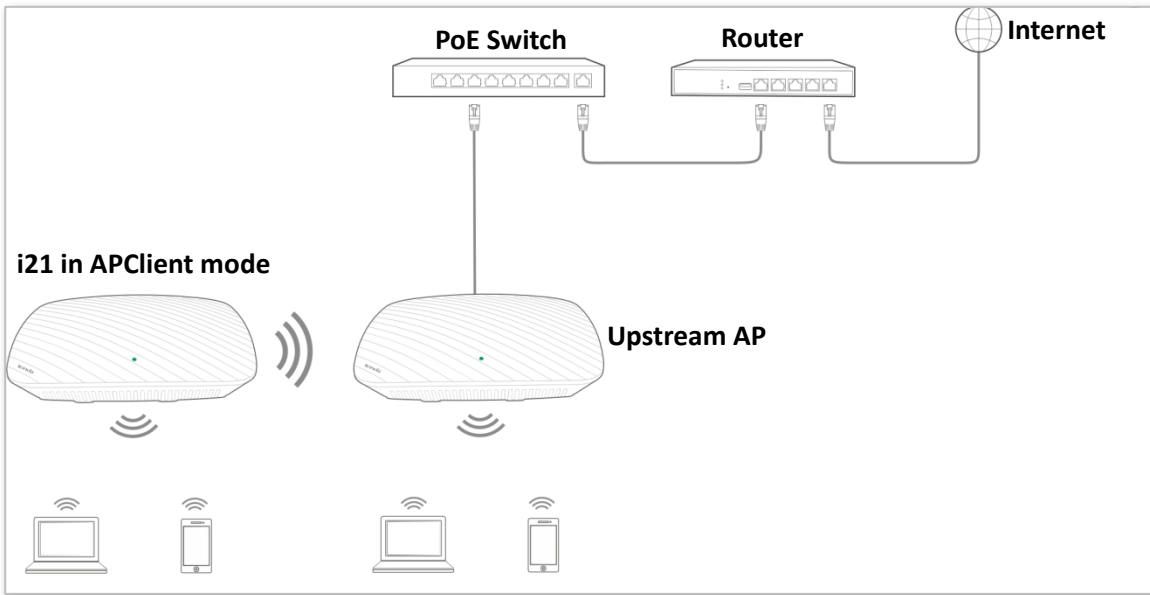 PoE Switch
Router
Internet
i21 in APClient mode
Upstream AP